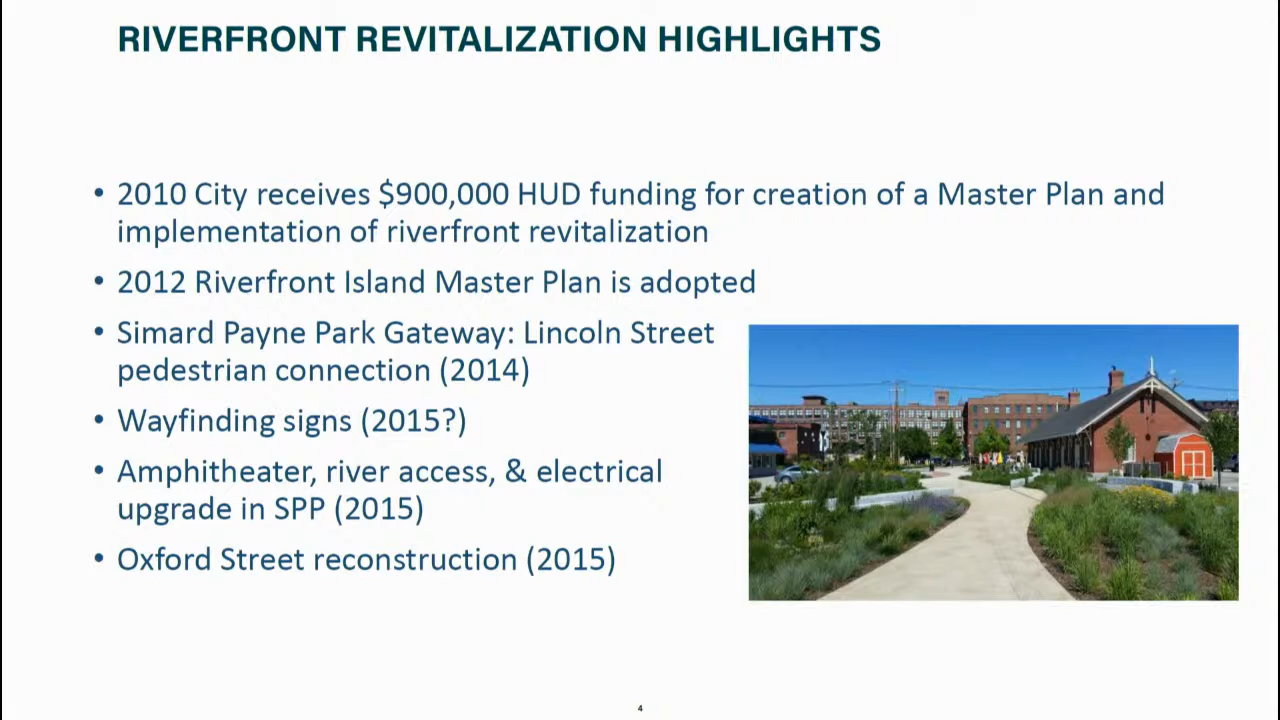 RIVERFRONT REVITALIZATION HIGHLIGHTS
• 2010 City receives $900,000 HUD funding for creation of a Master Plan and
implementation of riverfront revitalization
• 2012 Riverfront Island Master Plan is adopted
• Simard Payne Park Gateway: Lincoln Street
pedestrian connection (2014)
• Wayfinding signs (2015?)
• Amphitheater, river access, & electrical
upgrade in SPP (2015)
• Oxford Street reconstruction (2015)
4